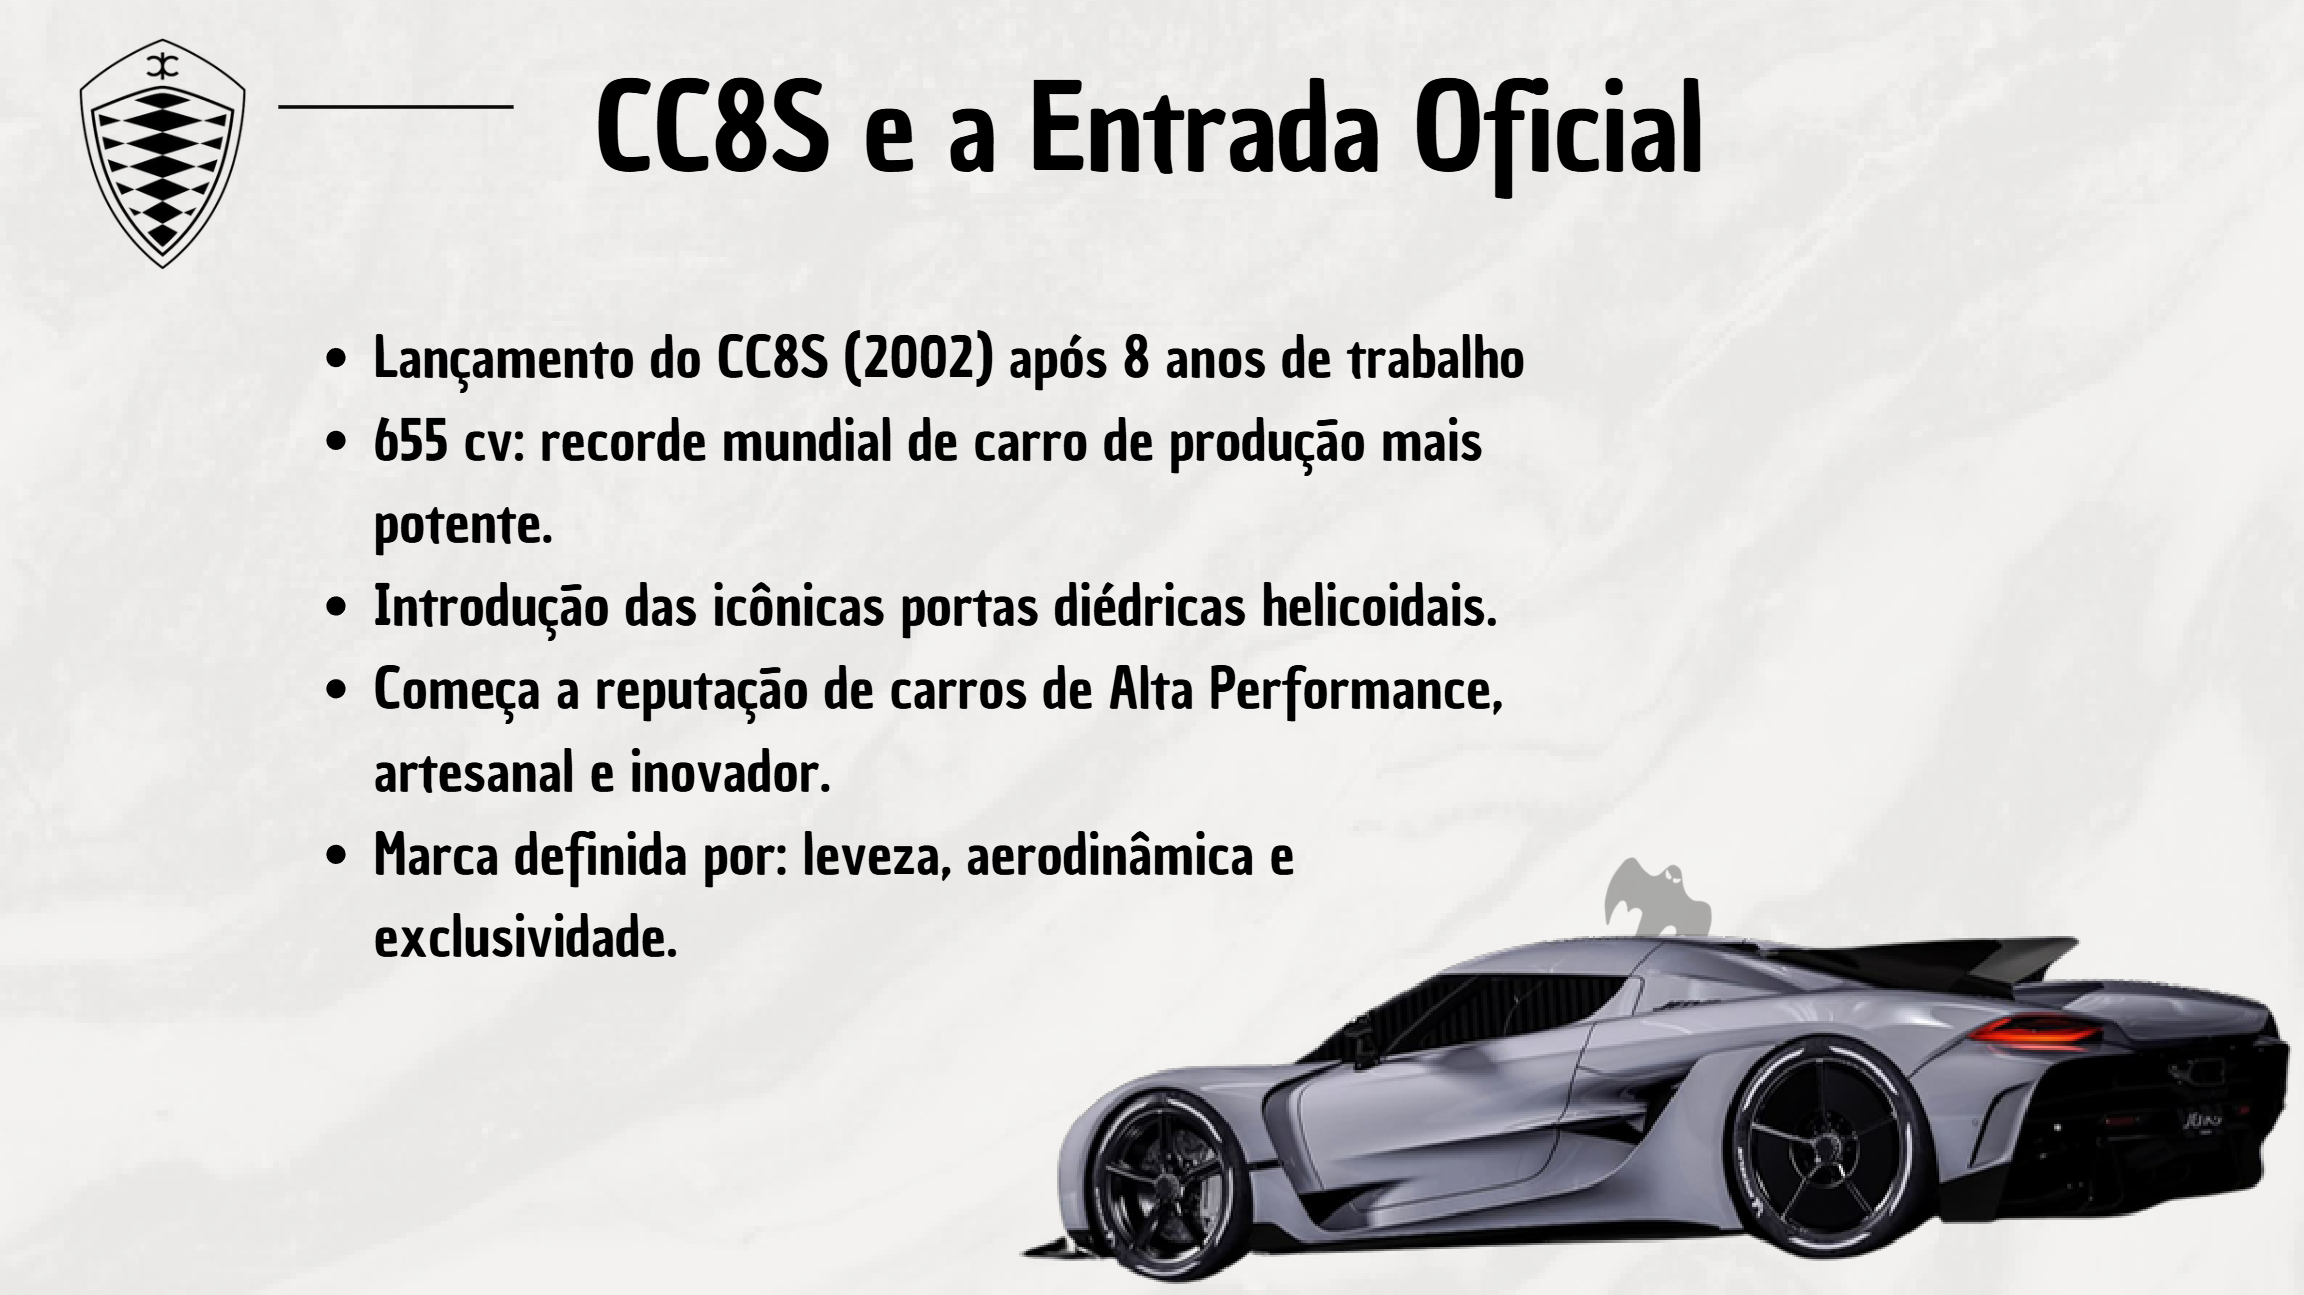 CC8S e a Entrada Oficial
• Lançamento do CC8S (2002) após 8 anos de trabalho
• 655 cv: recorde mundial de carro de produção mais
potente.
• Introdução das icônicas portas diédricas helicoidais.
• Começa a reputação de carros de Alta Performance,
artesanal e inovador.
• Marca definida por: leveza, aerodinâmica e
exclusividade.